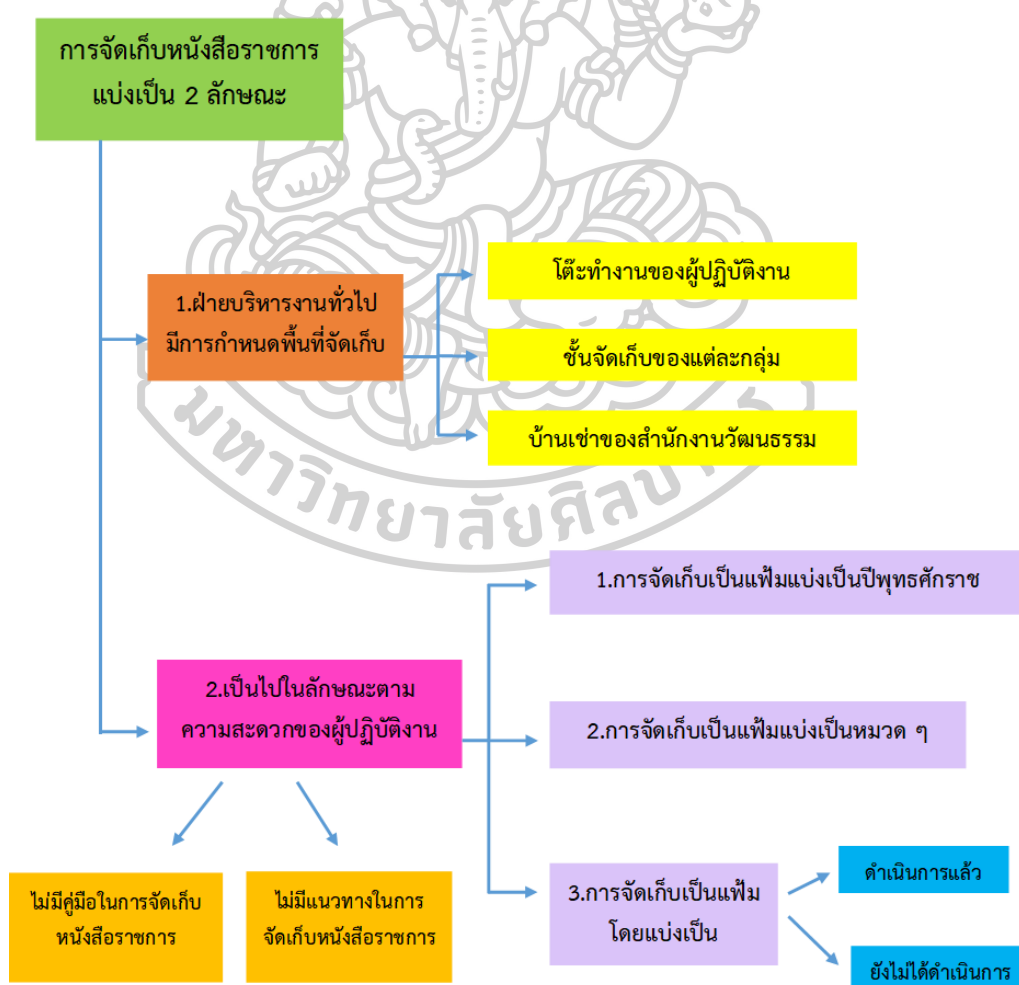 การจัดเก็บหนังสือราชการ
แบ่งเป็น 2 ลักษณะ
1.ฝ่ายบริหารงานทั่วไป
มีการกำหนดพื้นที่จัดเก็บ
โต๊ะทำงานของผู้ปฏิบัติงาน
ชั้นจัดเก็บของแต่ละกลุ่ม
บ้านเช่าของสำนักงานวัฒนธรรม
มหาวิทยาลัยศิลปากร
2.เป็นไปในลักษณะตาม
ความสะดวกของผู้ปฏิบัติงาน
1.การจัดเก็บเป็นแฟ้มแบ่งเป็นปีพุทธศักราช
2.การจัดเก็บเป็นแฟ้มแบ่งเป็นหมวด ๆ
3.การจัดเก็บเป็นแฟ้ม
โดยแบ่งเป็น
ดำเนินการแล้ว
ยังไม่ได้ดำเนินการ
ไม่มีคู่มือในการจัดเก็บ
หนังสือราชการ
ไม่มีแนวทางในการ
จัดเก็บหนังสือราชการ